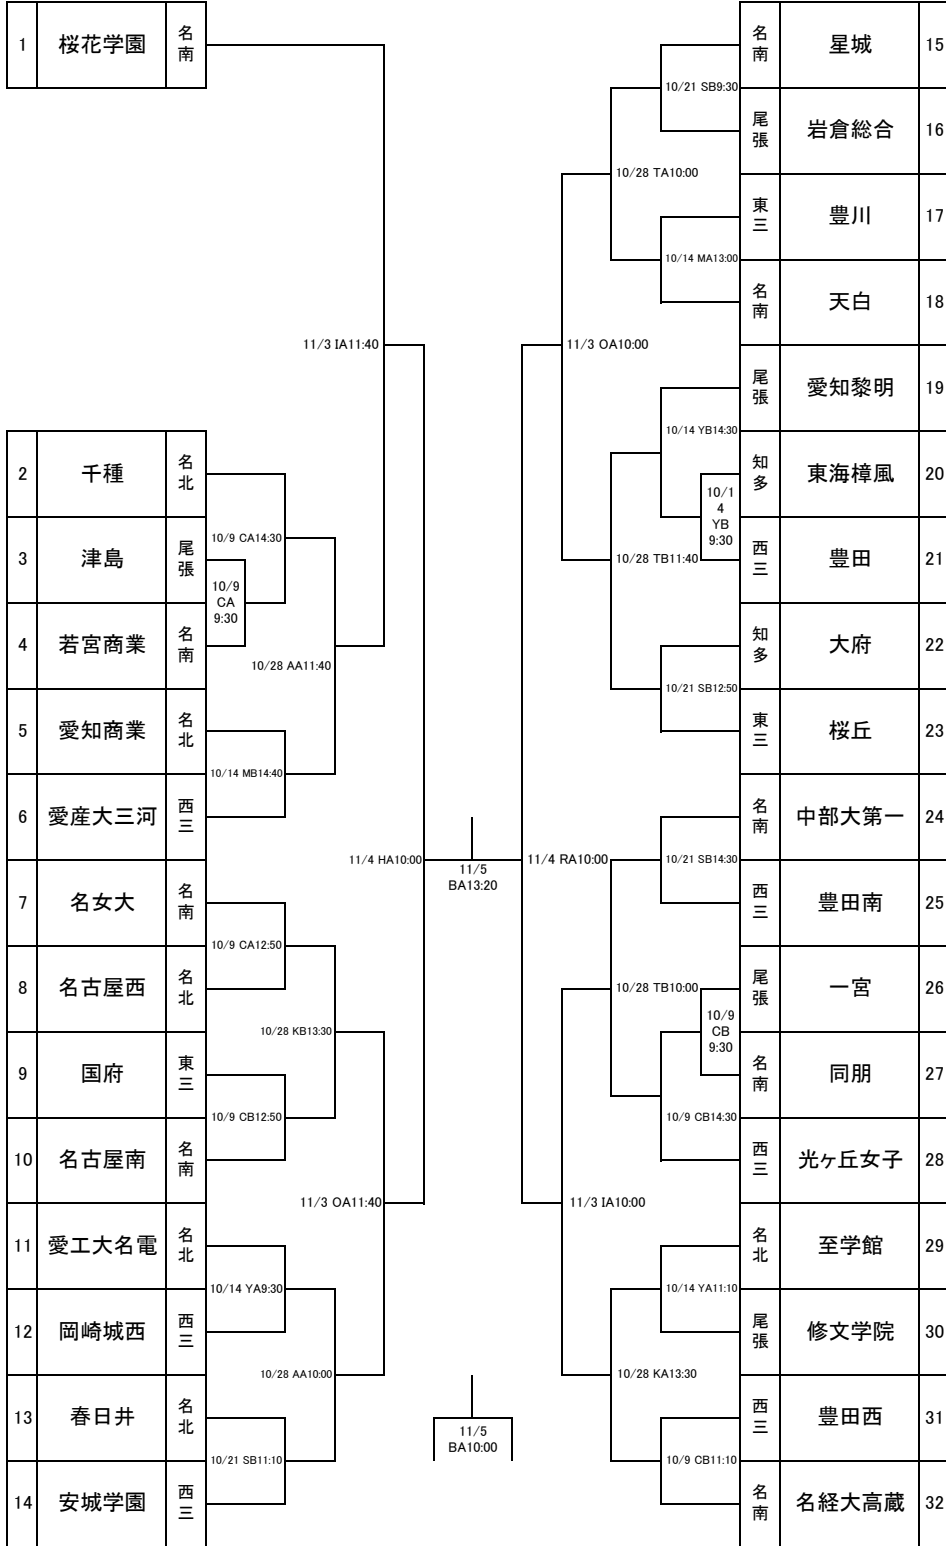 1 桜花学園 名南
2 千種 名北
3 津島 尾張
4 若宮商業 名南
5 愛知商業 名北
6 愛産大三河 西三
7 名女大 名南
8 名古屋西 名北
9 国府 東三
10 名古屋南 名南
11 愛工大名電 名北
12 岡崎城西 西三
13 春日井 名北
14 安城学園 西三
10/9 CA14:30
10/9
CA
9:30
10/14 MB14:40
10/9 CA12:50
10/9 CB12:50
10/14 YA9:30
10/21 SB11:10
10/28 AA11:40
10/28 KB13:30
10/28 AA10:00
11/3 IA11:40
11/3 OA11:40
11/4 HA10:00
11/5
BA13:20
11/5
BA10:00
11/4 RA10:00
11/3 OA10:00
11/3 IA10:00
10/28 TA10:00
10/28 TB11:40
10/28 TB10:00
10/28 KA13:30
10/21 SB9:30
10/14 MA13:00
10/14 YB14:30
10/1
4
YB
9:30
10/21 SB12:50
10/21 SB14:30
10/9
CB
9:30
10/9 CB14:30
10/14 YA11:10
10/9 CB11:10
名南 星城 15
尾張 岩倉総合 16
東三 豊川 17
名南 天白 18
尾張 愛知黎明 19
知多 東海樟風 20
西三 豊田 21
知多 大府 22
東三 桜丘 23
名南 中部大第一 24
西三 豊田南 25
尾張 一宮 26
名南 同朋 27
西三 光ヶ丘女子 28
名北 至学館 29
尾張 修文学院 30
西三 豊田西 31
名南 名経大高蔵 32